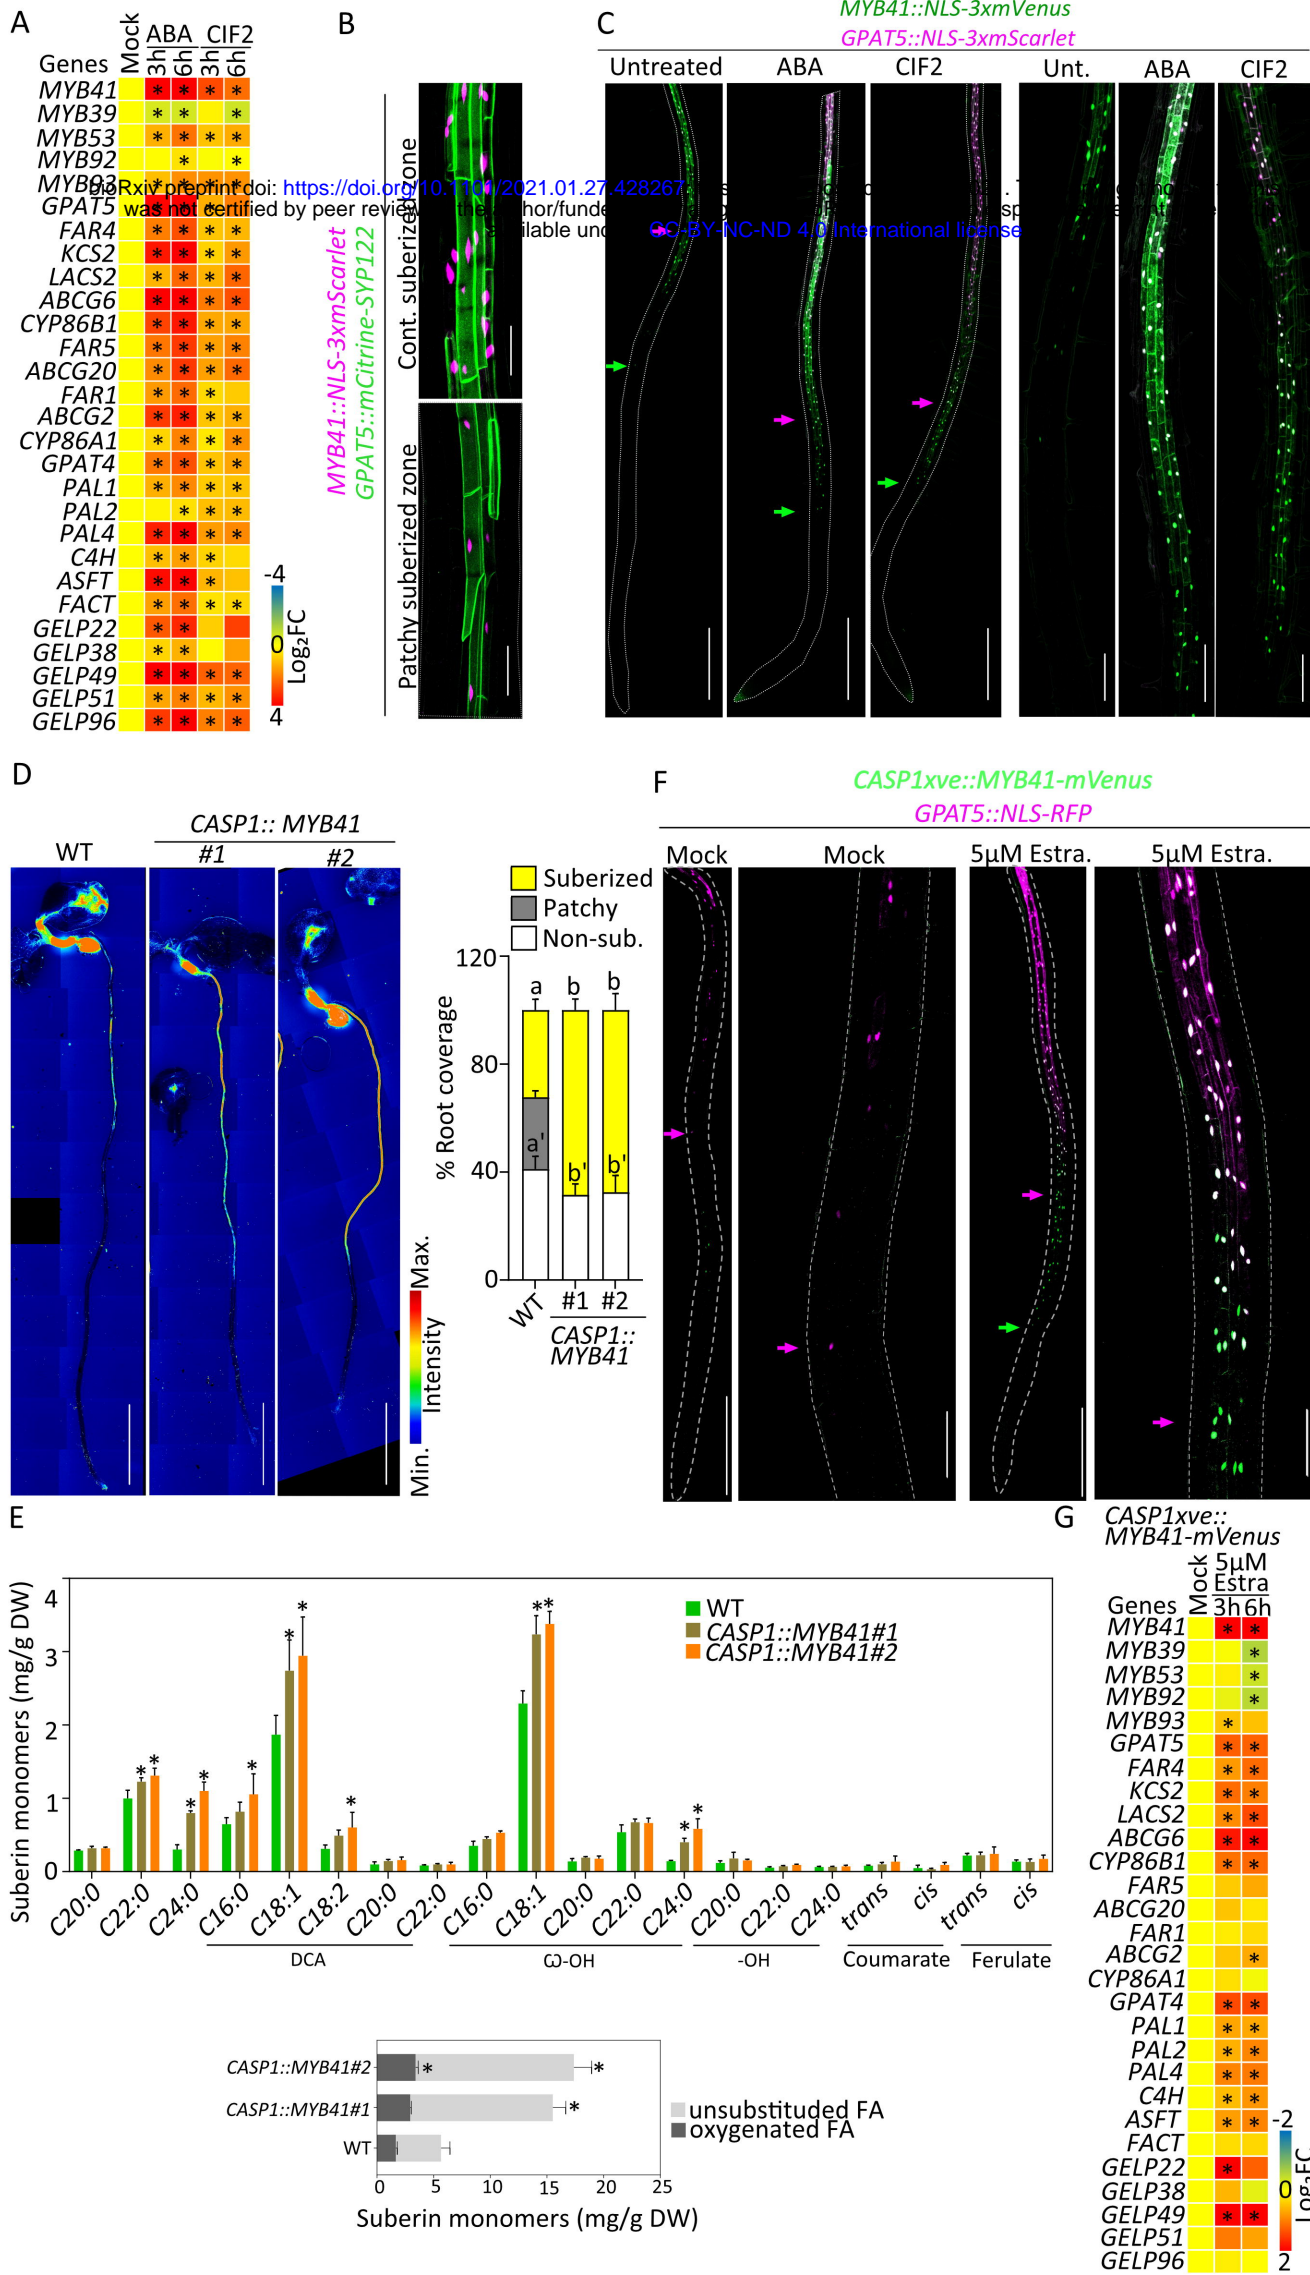 A
Mock
ABA
CIF2
Genes
3h
6h
3h
6h
MYB41
MYB39
MYB53
MYB92
MYB93
GPAT5
FAR4
KCS2
LACS2
ABCG6
CYP86B1
FAR5
ABCG20
FAR1
ABCG2
CYP86A1
GPAT4
PAL1
PAL2
PAL4
C4H
ASFT
FACT
GELP22
GELP38
GELP49
GELP51
GELP96
-4
0
4
Log₂FC
bioRxiv preprint doi: https://doi.org/10.1101/2021.01.27.428267
was not certified by peer review
author/funder
available under
CC-BY-NC-ND 4.0 International license
B
MYB41::NLS-3xmScarlet
GPAT5::mCitrine-SYP122
Cont. suberized zone
Patchy suberized zone
C
MYB41::NLS-3xmVenus
GPAT5::NLS-3xmScarlet
Untreated
ABA
CIF2
Unt.
ABA
CIF2
D
CASP1:: MYB41
WT
#1
#2
Min.
Intensity
Max.
Suberized
Patchy
Non-sub.
% Root coverage
120
80
40
0
a
b
b
a'
b'
b'
WT
#1
#2
CASP1::
MYB41
F
CASP1xve::MYB41-mVenus
GPAT5::NLS-RFP
Mock
Mock
5µM Estra.
5µM Estra.
E
Suberin monomers (mg/g DW)
4
3
2
1
0
WT
CASP1::MYB41#1
CASP1::MYB41#2
C20:0
C22:0
C24:0
C16:0
C18:1
C18:2
C20:0
C22:0
C16:0
C18:1
C20:0
C22:0
C24:0
C20:0
C22:0
C24:0
trans
cis
trans
cis
DCA
ω-OH
-OH
Coumarate
Ferulate
CASP1::MYB41#2
CASP1::MYB41#1
WT
0
5
10
15
20
25
Suberin monomers (mg/g DW)
unsubstituded FA
oxygenated FA
G
CASP1xve::
MYB41-mVenus
Mock
5µM
Estra
Genes
3h
6h
MYB41
MYB39
MYB53
MYB92
MYB93
GPAT5
FAR4
KCS2
LACS2
ABCG6
CYP86B1
FAR5
ABCG20
FAR1
ABCG2
CYP86A1
GPAT4
PAL1
PAL2
PAL4
C4H
ASFT
FACT
GELP22
GELP38
GELP49
GELP51
GELP96
-2
0
2
Log₂FC